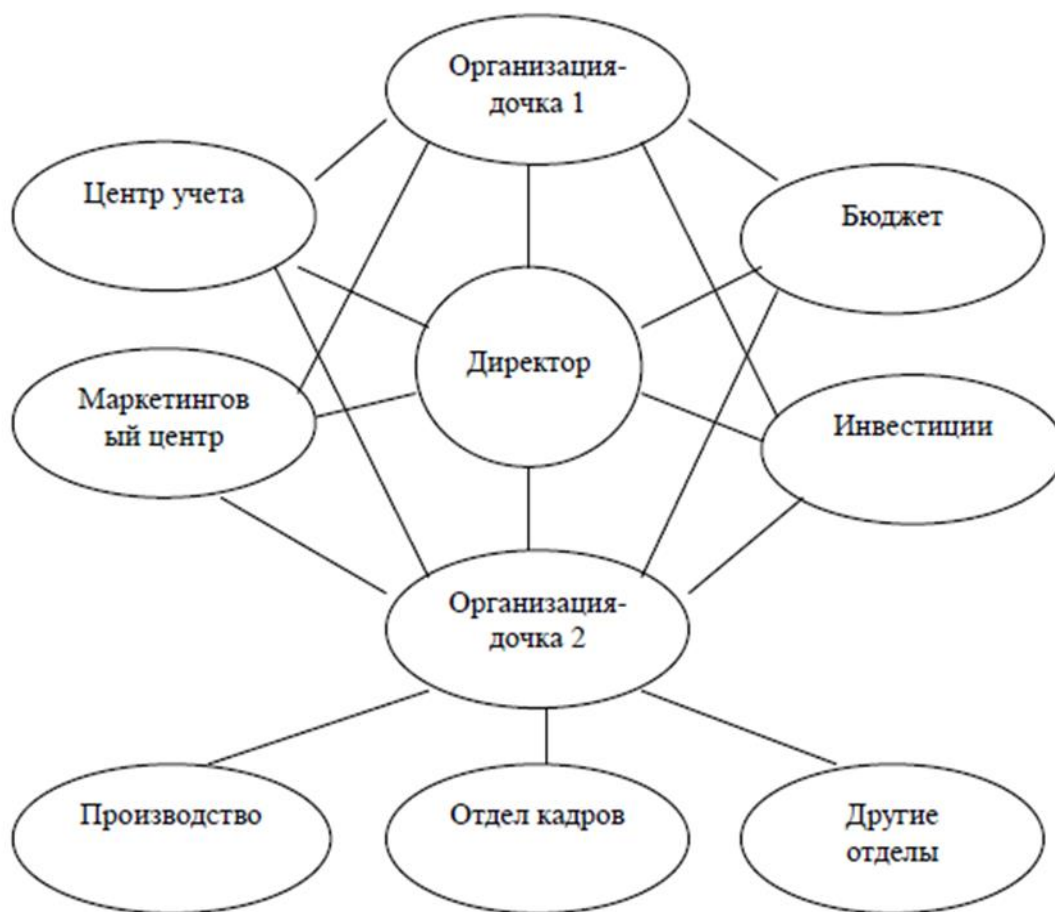 Организация-
дочка 1
Центр учета
Бюджет
Директор
Маркетингов
ый центр
Инвестиции
Организация-
дочка 2
Производство
Отдел кадров
Другие
отделы